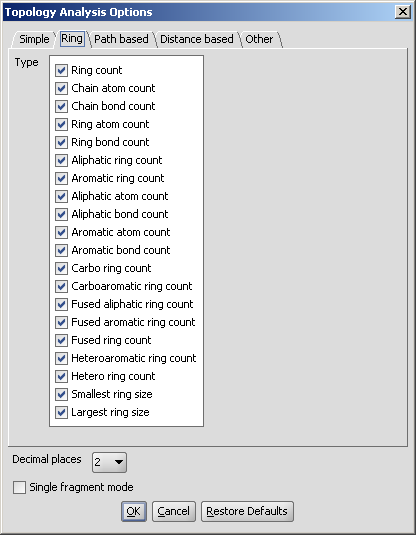 Topology Analysis Options
Simple Ring Path based Distance based Other
Type
Ring count
Chain atom count
Chain bond count
Ring atom count
Ring bond count
Aliphatic ring count
Aromatic ring count
Aliphatic atom count
Aliphatic bond count
Aromatic atom count
Aromatic bond count
Carbo ring count
Carboaromatic ring count
Fused aliphatic ring count
Fused aromatic ring count
Fused ring count
Heteroaromatic ring count
Hetero ring count
Smallest ring size
Largest ring size
Decimal places 2
Single fragment mode
OK Cancel Restore Defaults